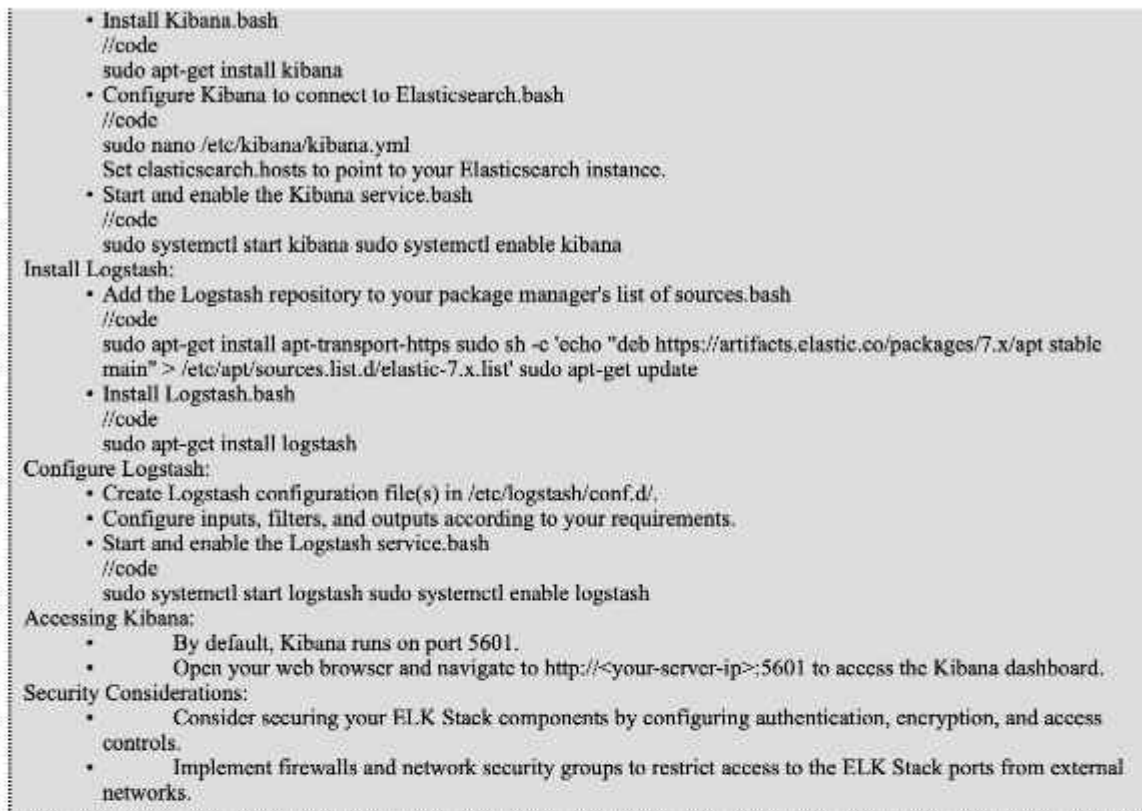 • Install Kibana.bash
//code
sudo apt-get install kibana
• Configure Kibana to connect to Elasticsearch.bash
//code
sudo nano /etc/kibana/kibana.yml
Set elasticsearch.hosts to point to your Elasticsearch instance.
• Start and enable the Kibana service.bash
//code
sudo systemctl start kibana sudo systemctl enable kibana
Install Logstash:
• Add the Logstash repository to your package manager's list of sources.bash
//code
sudo apt-get install apt-transport-https sudo sh -c 'echo "deb https://artifacts.elastic.co/packages/7.x/apt stable
main" > /etc/apt/sources.list.d/elastic-7.x.list' sudo apt-get update
• Install Logstash.bash
//code
sudo apt-get install logstash
Configure Logstash:
• Create Logstash configuration file(s) in /etc/logstash/conf.d/.
• Configure inputs, filters, and outputs according to your requirements.
• Start and enable the Logstash service.bash
//code
sudo systemctl start logstash sudo systemctl enable logstash
Accessing Kibana:
• By default, Kibana runs on port 5601.
• Open your web browser and navigate to http://<your-server-ip>:5601 to access the Kibana dashboard.
Security Considerations:
• Consider securing your ELK Stack components by configuring authentication, encryption, and access
controls.
• Implement firewalls and network security groups to restrict access to the ELK Stack ports from external
networks.